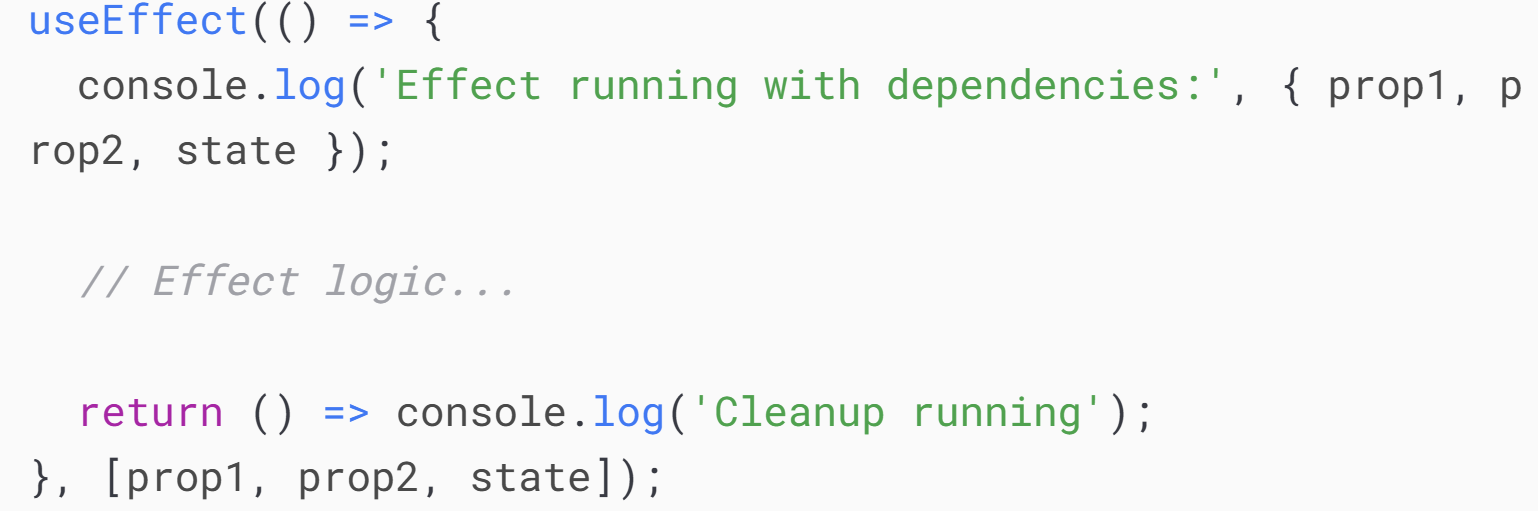 useEffect(() => {
  console.log('Effect running with dependencies:', { prop1, p
rop2, state });
  // Effect logic...
  return () => console.log('Cleanup running');
}, [prop1, prop2, state]);